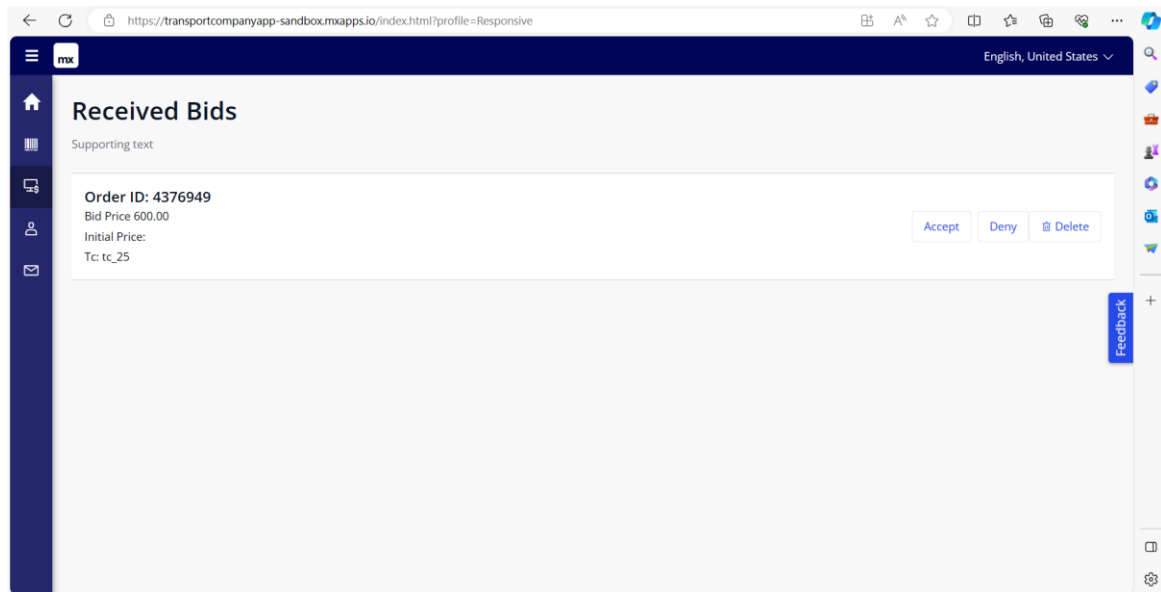 https://transportcompanyapp-sandbox.mxapps.io/index.html?profile=Responsive
mx
English, United States
Received Bids
Supporting text
Order ID: 4376949
Bid Price 600.00
Initial Price:
Tc: tc_25
Accept
Deny
Delete
Feedback